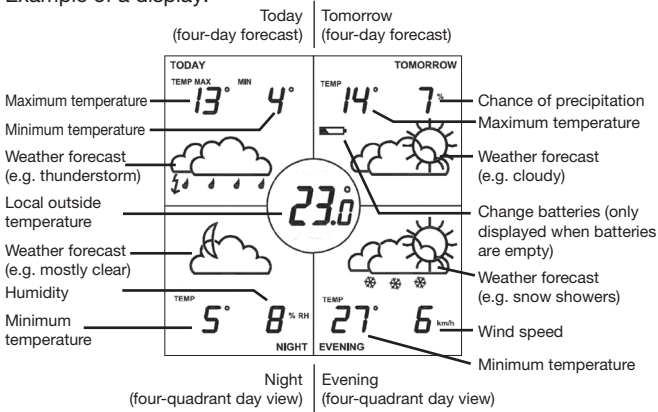 Example of a display:
Today
(four-day forecast)
Tomorrow
(four-day forecast)
TODAY
TEMP MAX MIN
13° 4°
TOMORROW
TEMP
14° 7%
Maximum temperature
Minimum temperature
Weather forecast
(e.g. thunderstorm)
Local outside
temperature
Weather forecast
(e.g. mostly clear)
Humidity
Minimum
temperature
23.0°
Chance of precipitation
Maximum temperature
Weather forecast
(e.g. cloudy)
Change batteries (only
displayed when batteries
are empty)
Weather forecast
(e.g. snow showers)
Wind speed
Minimum temperature
TEMP
5° 8 % RH
NIGHT
TEMP
27° 6 km/h
EVENING
Night
(four-quadrant day view)
Evening
(four-quadrant day view)